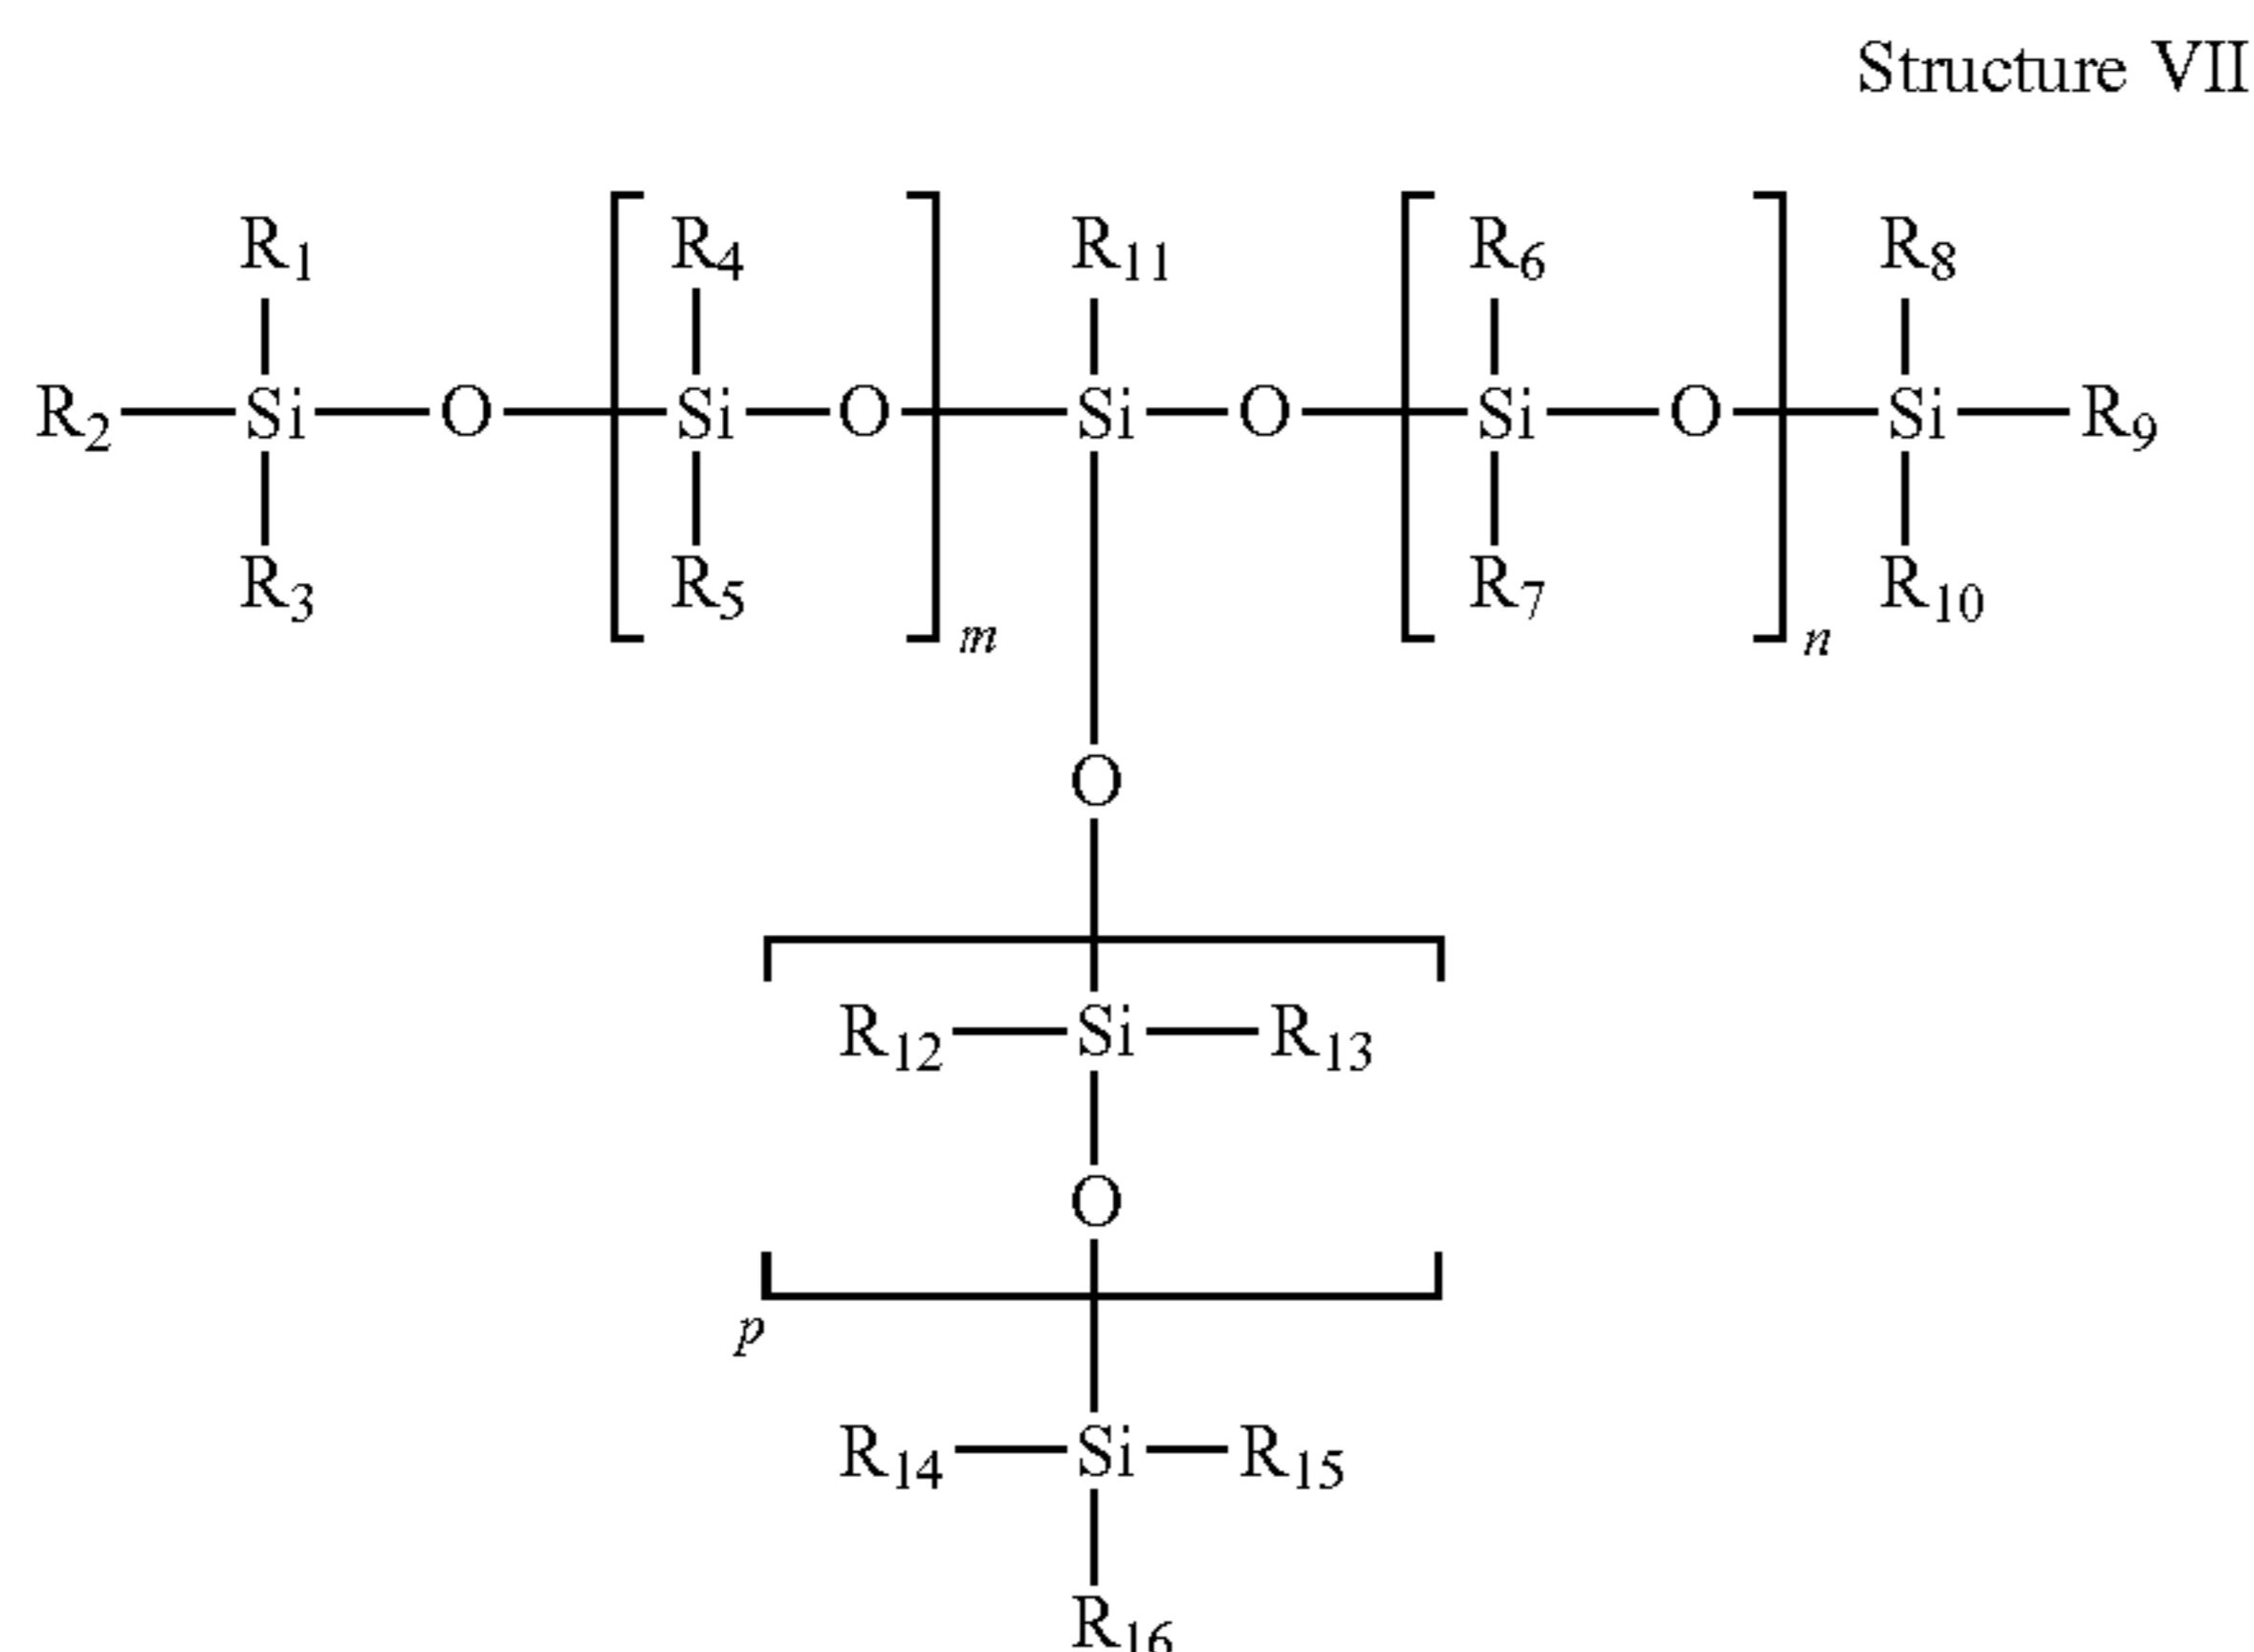 Structure VII
R1 R4 R11 R6 R8
R2 Si O Si O Si O Si O Si R9
R3 R5 R7 R10
m n
O
R12 Si R13
O
p
R14 Si R15
R16